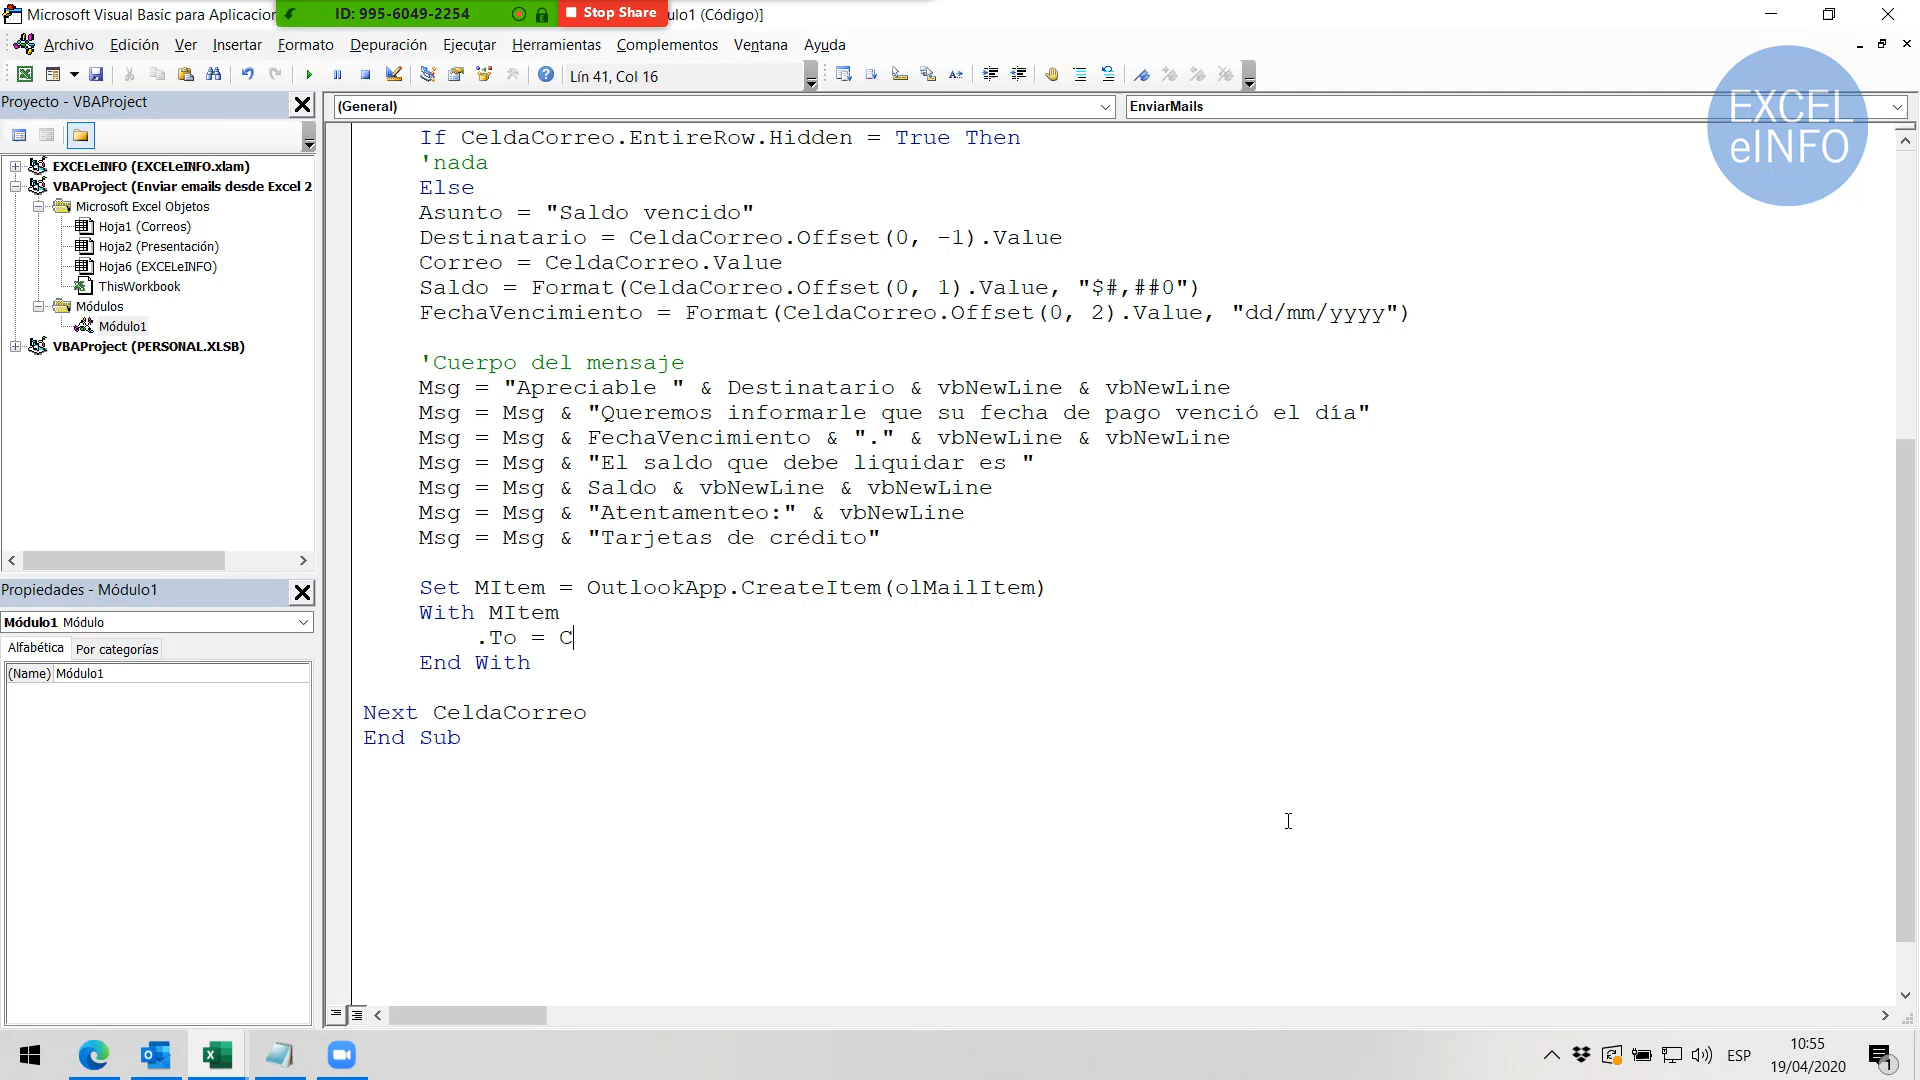 Microsoft Visual Basic para Aplicacion
ID: 995-6049-2254
Stop Share
ulo1 (Código)]
Archivo Edición Ver Insertar Formato Depuración Ejecutar Herramientas Complementos Ventana Ayuda
Lín 41, Col 16
Proyecto - VBAProject
(General)
EnviarMails
EXCEL
eINFO
EXCELeINFO (EXCELeINFO.xlam)
VBAProject (Enviar emails desde Excel 2
Microsoft Excel Objetos
Hoja1 (Correos)
Hoja2 (Presentación)
Hoja6 (EXCELeINFO)
ThisWorkbook
Módulos
Módulo1
VBAProject (PERSONAL.XLSB)
Propiedades - Módulo1
Módulo1 Módulo
Alfabética Por categorías
(Name) Módulo1
If CeldaCorreo.EntireRow.Hidden = True Then
'nada
Else
Asunto = "Saldo vencido"
Destinatario = CeldaCorreo.Offset(0, -1).Value
Correo = CeldaCorreo.Value
Saldo = Format(CeldaCorreo.Offset(0, 1).Value, "$#,##0")
FechaVencimiento = Format(CeldaCorreo.Offset(0, 2).Value, "dd/mm/yyyy")
'Cuerpo del mensaje
Msg = "Apreciable " & Destinatario & vbNewLine & vbNewLine
Msg = Msg & "Queremos informarle que su fecha de pago venció el día"
Msg = Msg & FechaVencimiento & "." & vbNewLine & vbNewLine
Msg = Msg & "El saldo que debe liquidar es "
Msg = Msg & Saldo & vbNewLine & vbNewLine
Msg = Msg & "Atentamenteo:" & vbNewLine
Msg = Msg & "Tarjetas de crédito"
Set MItem = OutlookApp.CreateItem(olMailItem)
With MItem
.To = C
End With
Next CeldaCorreo
End Sub
ESP
10:55
19/04/2020
1